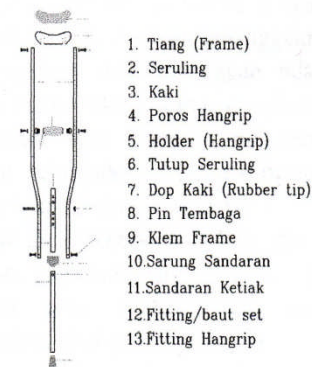 1. Tiang (Frame)
2. Seruling
3. Kaki
4. Poros Hangrip
5. Holder (Hangrip)
6. Tutup Seruling
7. Dop Kaki (Rubber tip)
8. Pin Tembaga
9. Klem Frame
10.Sarung Sandaran
11.Sandaran Ketiak
12.Fitting/baut set
13.Fitting Hangrip